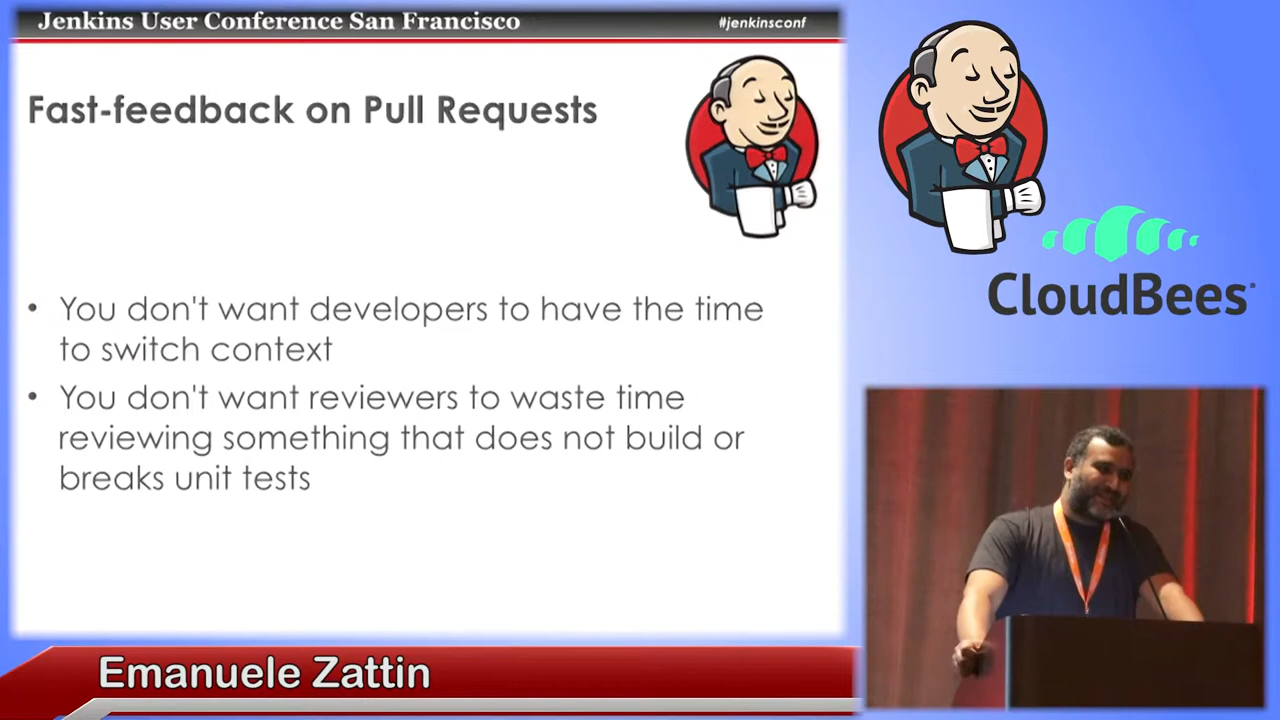 Jenkins User Conference San Francisco
#jenkinsconf
Fast-feedback on Pull Requests
• You don't want developers to have the time
to switch context
• You don't want reviewers to waste time
reviewing something that does not build or
breaks unit tests
CloudBees
Emanuele Zattin